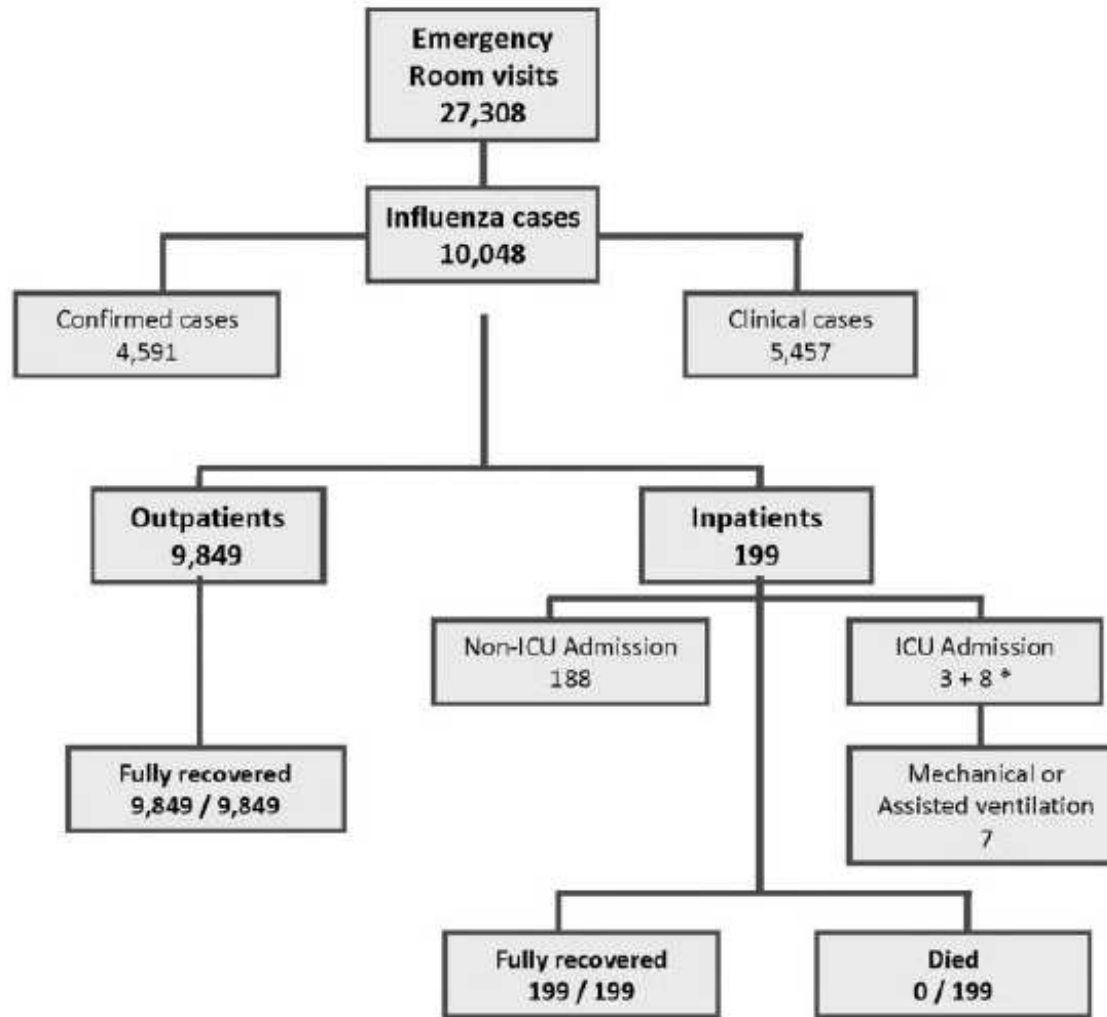 Emergency
Room visits
27,308
Influenza cases
10,048
Confirmed cases
4,591
Clinical cases
5,457
Outpatients
9,849
Inpatients
199
Non-ICU Admission
188
ICU Admission
3 + 8 *
Fully recovered
9,849 / 9,849
Mechanical or
Assisted ventilation
7
Fully recovered
199 / 199
Died
0 / 199